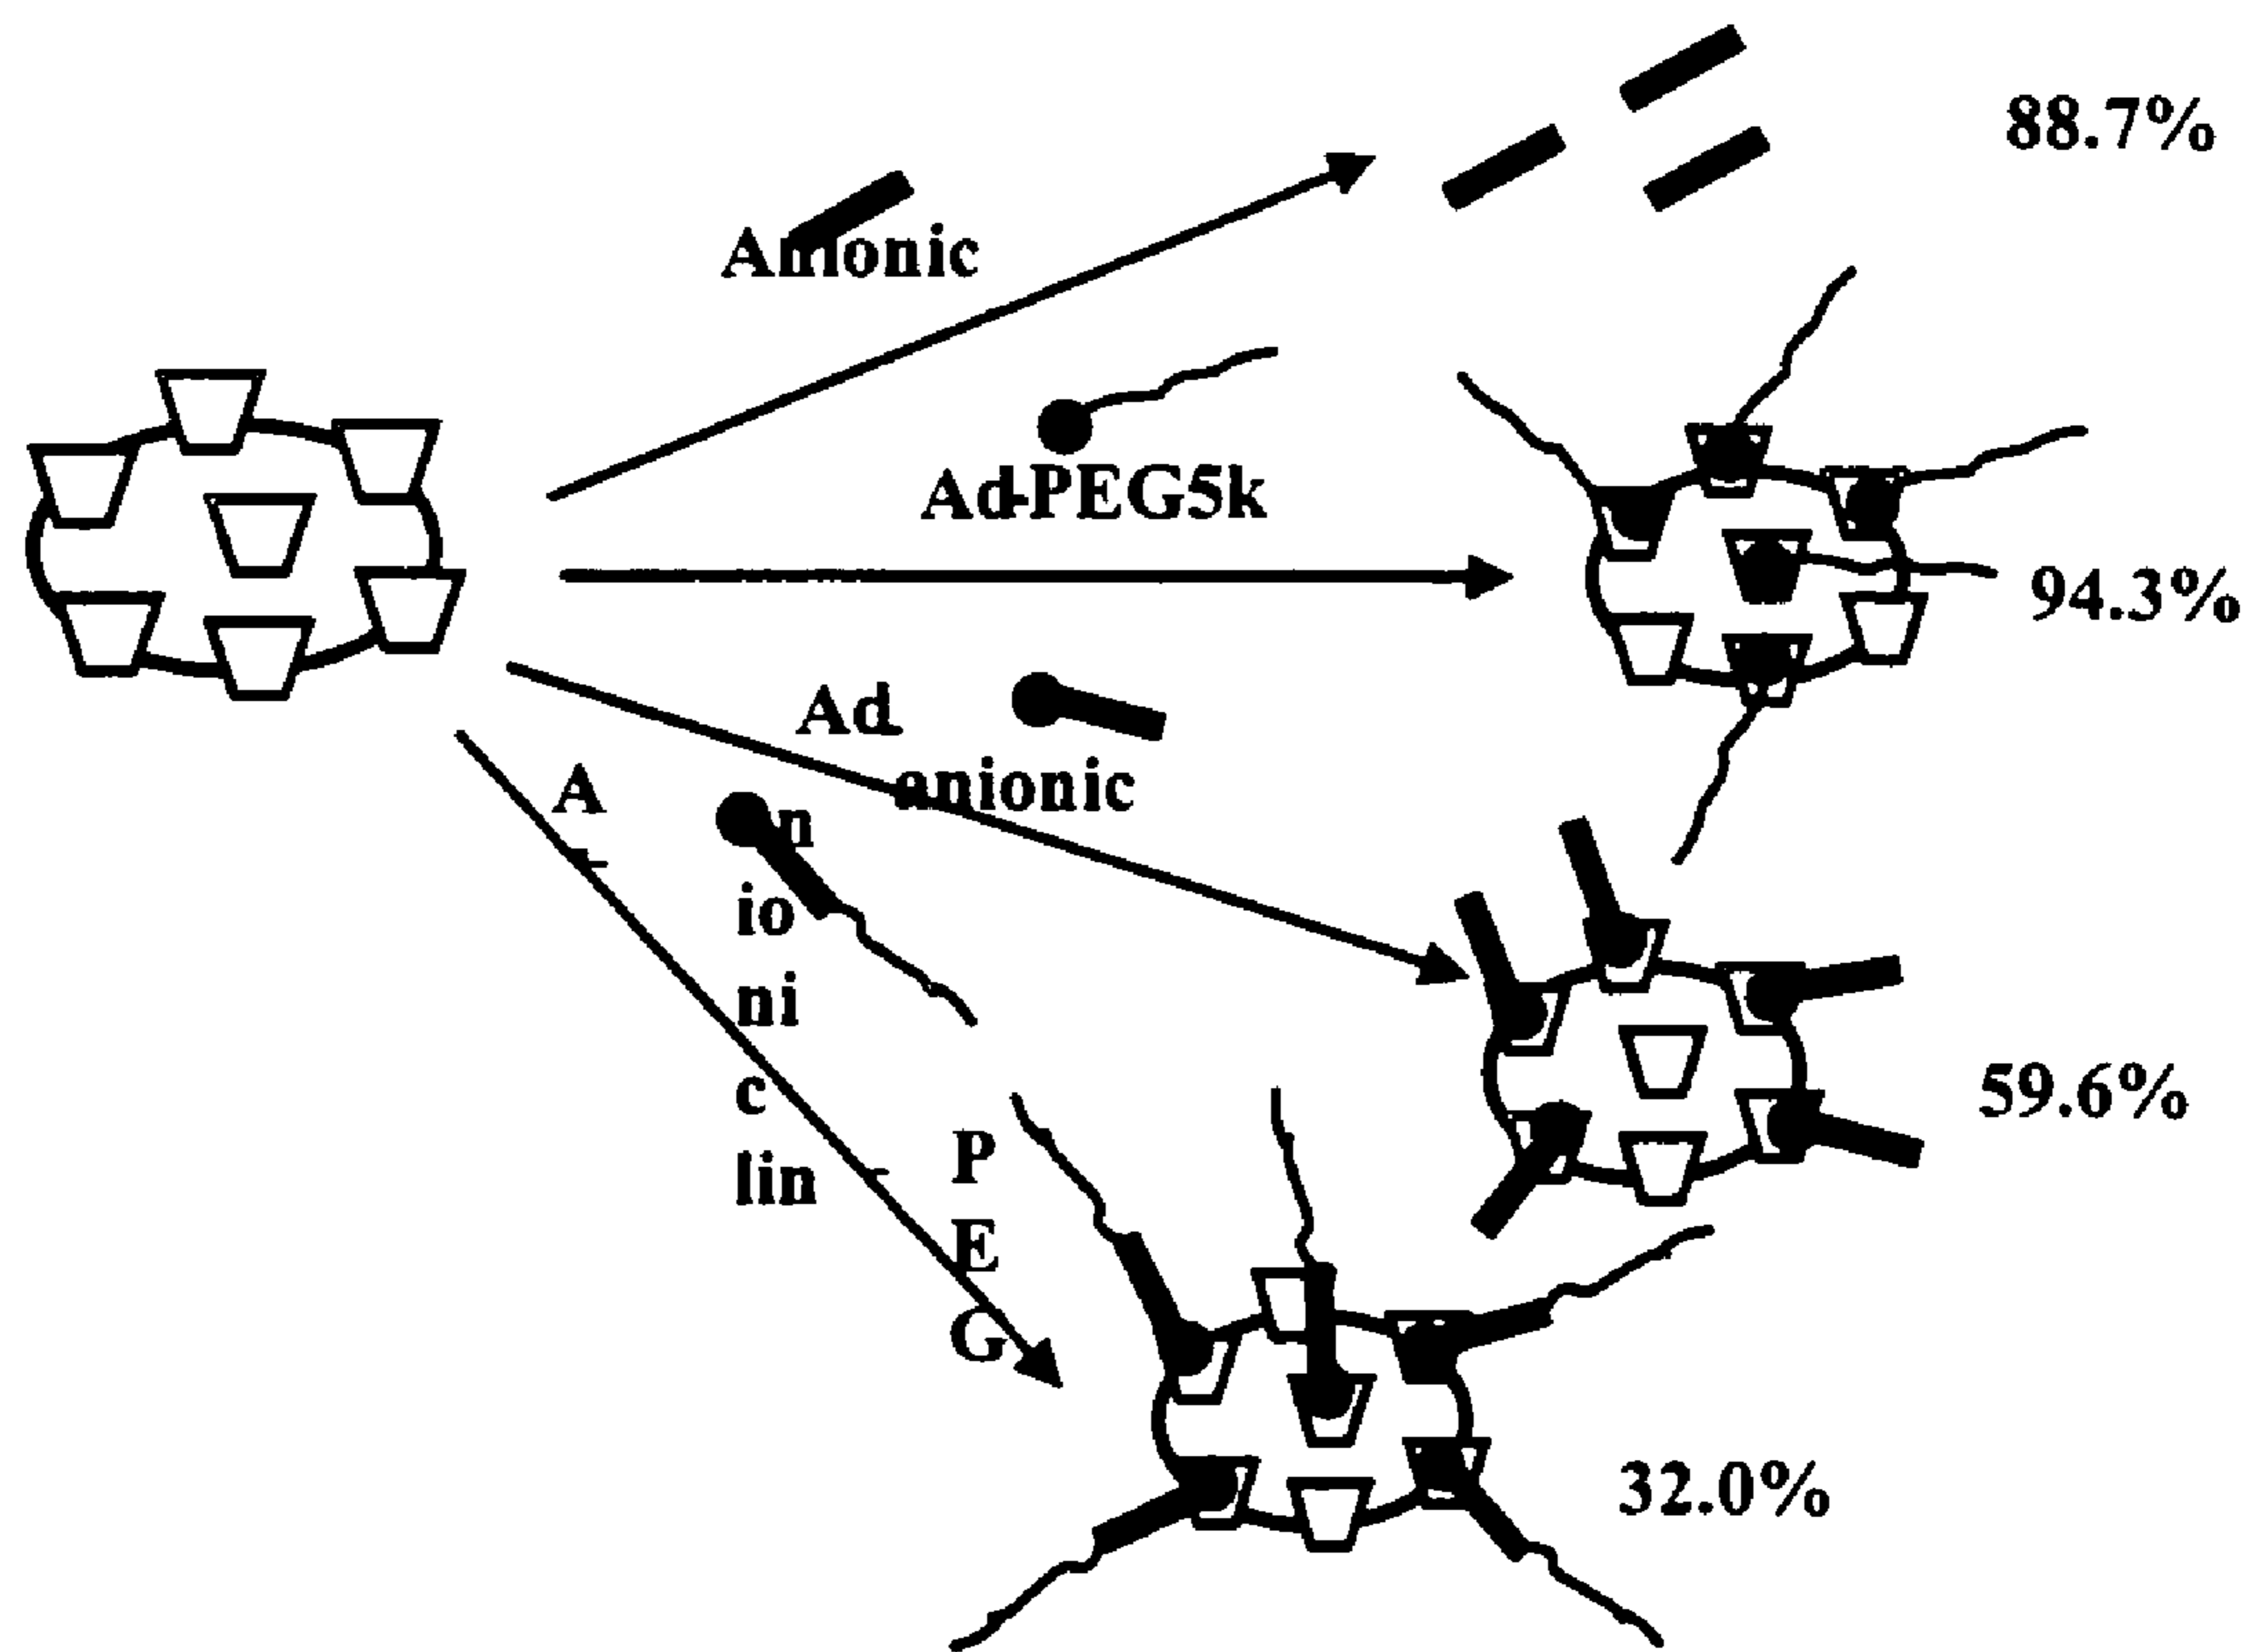 88.7%
Anionic
Ad-PEG5k
94.3%
Ad
anionic
A
n
io
ni
c
lin
59.6%
P
E
G
32.0%